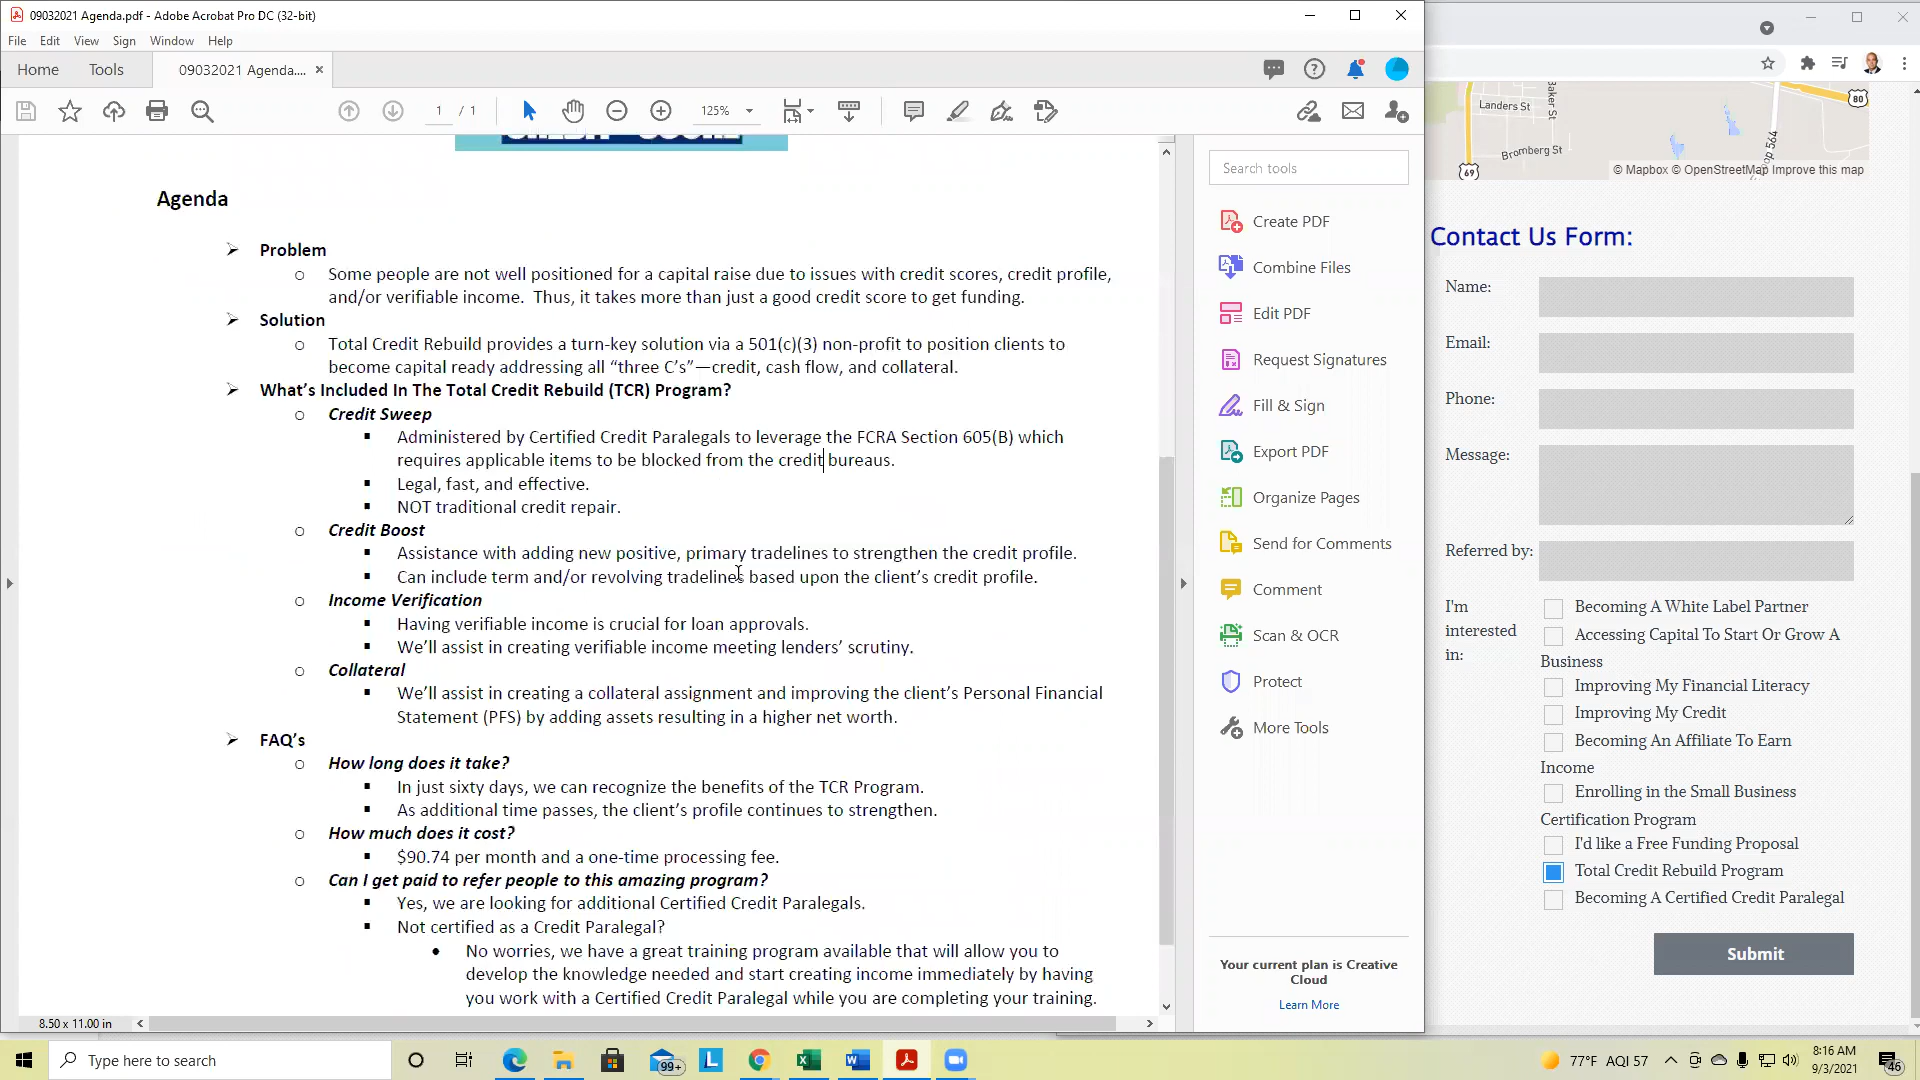 09032021 Agenda.pdf - Adobe Acrobat Pro DC (32-bit)
File Edit View Sign Window Help
Home Tools 09032021 Agenda.... ×
1 / 1 125%
Agenda
Problem
Some people are not well positioned for a capital raise due to issues with credit scores, credit profile,
and/or verifiable income. Thus, it takes more than just a good credit score to get funding.
Solution
Total Credit Rebuild provides a turn-key solution via a 501(c)(3) non-profit to position clients to
become capital ready addressing all “three C’s”—credit, cash flow, and collateral.
What’s Included In The Total Credit Rebuild (TCR) Program?
Credit Sweep
Administered by Certified Credit Paralegals to leverage the FCRA Section 605(B) which
requires applicable items to be blocked from the credit bureaus.
Legal, fast, and effective.
NOT traditional credit repair.
Credit Boost
Assistance with adding new positive, primary tradelines to strengthen the credit profile.
Can include term and/or revolving tradelines based upon the client’s credit profile.
Income Verification
Having verifiable income is crucial for loan approvals.
We’ll assist in creating verifiable income meeting lenders’ scrutiny.
Collateral
We’ll assist in creating a collateral assignment and improving the client’s Personal Financial
Statement (PFS) by adding assets resulting in a higher net worth.
FAQ’s
How long does it take?
In just sixty days, we can recognize the benefits of the TCR Program.
As additional time passes, the client’s profile continues to strengthen.
How much does it cost?
$90.74 per month and a one-time processing fee.
Can I get paid to refer people to this amazing program?
Yes, we are looking for additional Certified Credit Paralegals.
Not certified as a Credit Paralegal?
No worries, we have a great training program available that will allow you to
develop the knowledge needed and start creating income immediately by having
you work with a Certified Credit Paralegal while you are completing your training.
8.50 x 11.00 in
Search tools
Create PDF
Combine Files
Edit PDF
Request Signatures
Fill & Sign
Export PDF
Organize Pages
Send for Comments
Comment
Scan & OCR
Protect
More Tools
Your current plan is Creative
Cloud
Learn More
Landers St
Baker St
Bromberg St
69
80
op 564
© Mapbox © OpenStreetMap Improve this map
Contact Us Form:
Name:
Email:
Phone:
Message:
Referred by:
I'm
interested
in:
Becoming A White Label Partner
Accessing Capital To Start Or Grow A
Business
Improving My Financial Literacy
Improving My Credit
Becoming An Affiliate To Earn
Income
Enrolling in the Small Business
Certification Program
I'd like a Free Funding Proposal
Total Credit Rebuild Program
Becoming A Certified Credit Paralegal
Submit
Type here to search
99+
77°F AQI 57
8:16 AM
9/3/2021
46